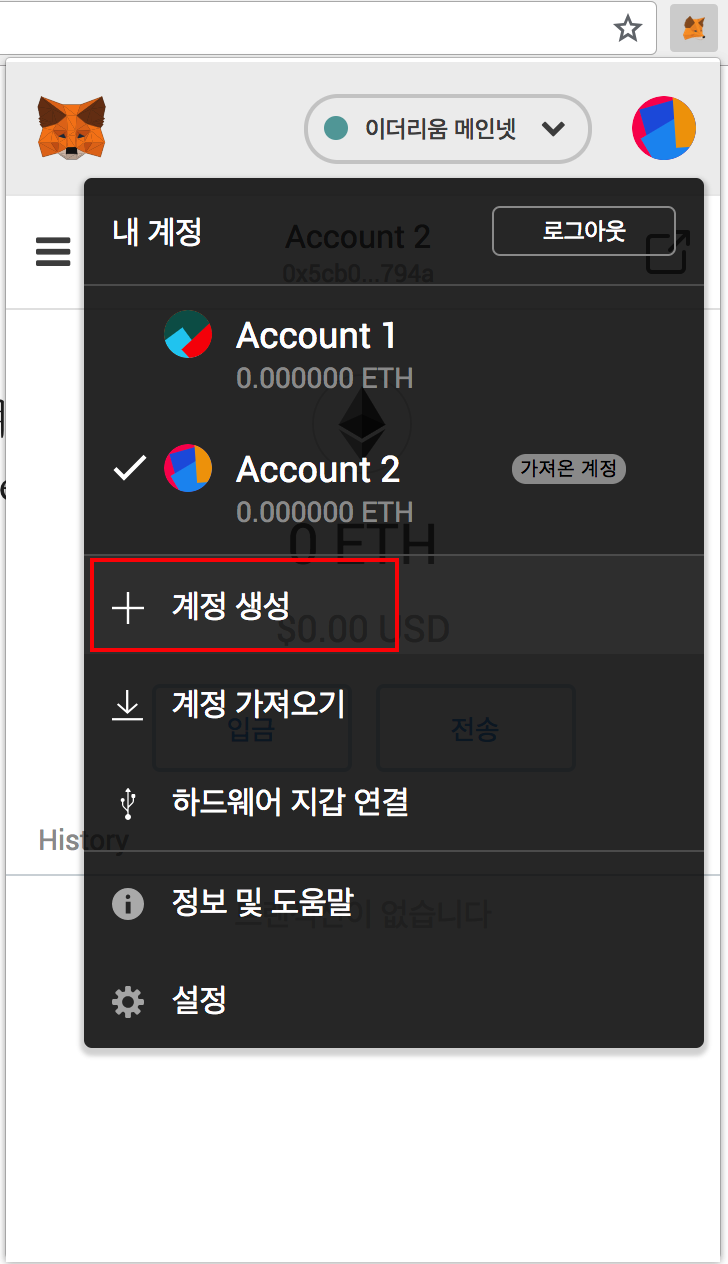 이더리움 메인넷
내 계정
Account 2
로그아웃
0x5cb0...794a
Account 1
0.000000 ETH
Account 2
가져온 계정
0.000000 ETH
0 ETH
계정 생성
$0.00 USD
계정 가져오기
입금
전송
하드웨어 지갑 연결
History
정보 및 도움말
없습니다
설정